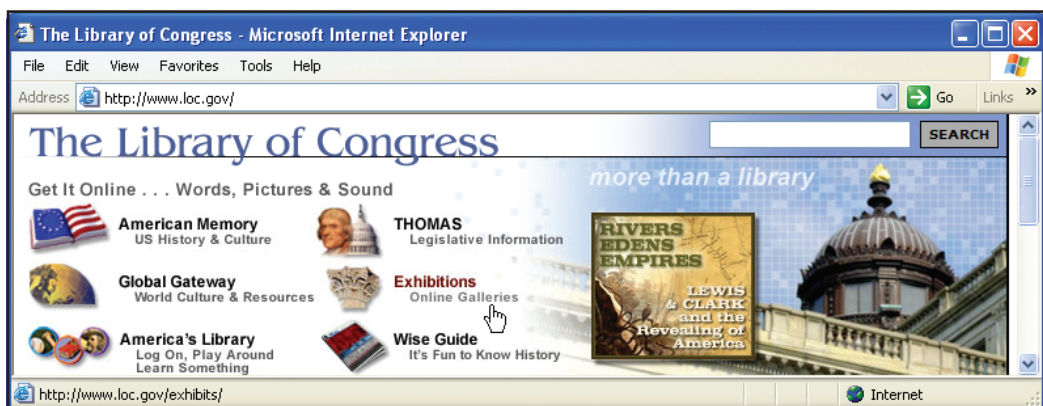 The Library of Congress - Microsoft Internet Explorer
File Edit View Favorites Tools Help
Address http://www.loc.gov/ Go Links »
The Library of Congress SEARCH
more than a library
Get It Online . . . Words, Pictures & Sound
American Memory
US History & Culture
THOMAS
Legislative Information
Global Gateway
World Culture & Resources
Exhibitions
Online Galleries
America's Library
Log On, Play Around
Learn Something
Wise Guide
It's Fun to Know History
RIVERS
EDENS
EMPIRES
LEWIS
& CLARK
and the
Revealing of
America
http://www.loc.gov/exhibits/ Internet